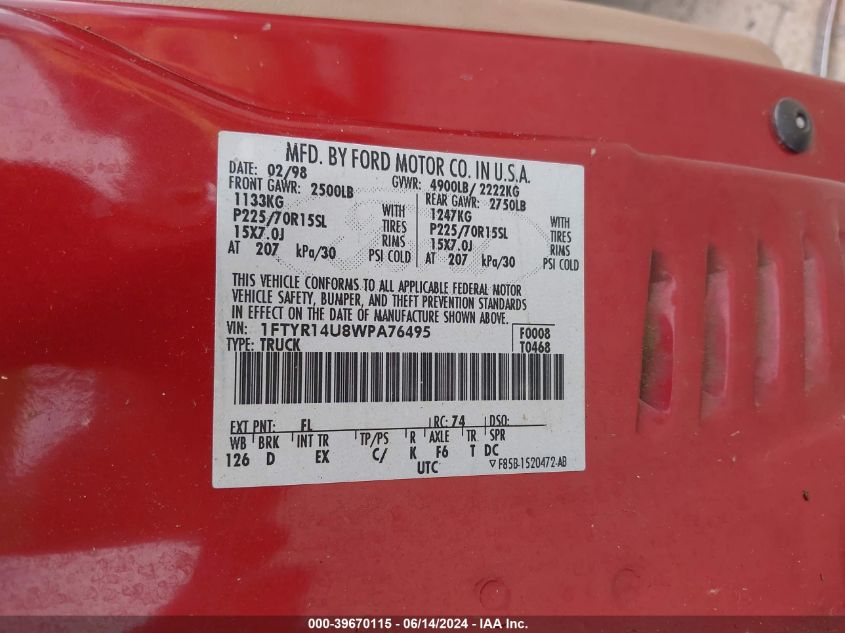 MFD. BY FORD MOTOR CO. IN U.S.A.
DATE: 02/98 GVWR: 4900LB/ 2222KG
FRONT GAWR: 2500LB REAR GAWR: 2750LB
1133KG WITH 1247KG WITH
P225/70R15SL TIRES P225/70R15SL TIRES
15X7.0J RIMS 15X7.0J RIMS
AT 207 kPa/30 PSI COLD AT 207 kPa/30 PSI COLD
THIS VEHICLE CONFORMS TO ALL APPLICABLE FEDERAL MOTOR
VEHICLE SAFETY, BUMPER, AND THEFT PREVENTION STANDARDS
IN EFFECT ON THE DATE OF MANUFACTURE SHOWN ABOVE.
VIN: 1FTYR14U8WPA76495 F0008
TYPE: TRUCK T0468
EXT PNT: FL RC: 74 DSO:
WB BRK INT TR TP/PS R AXLE TR SPR
126 D EX C/ K F6 T DC
UTC F85B-1520472-AB
000-39670115 - 06/14/2024 - IAA Inc.